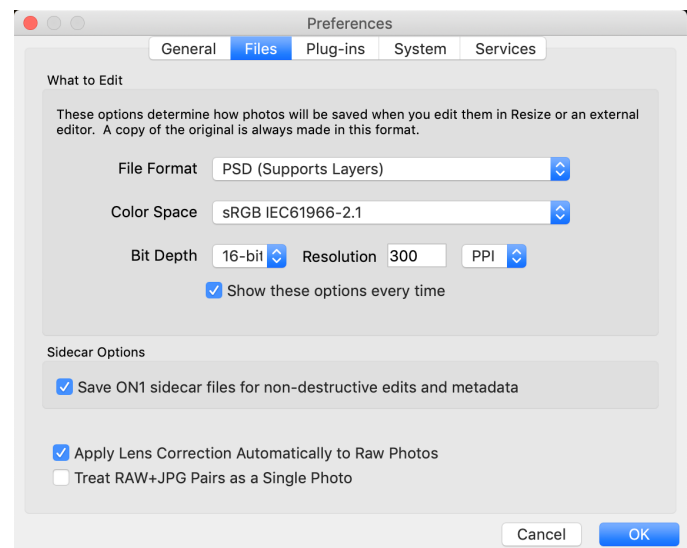 Preferences
General Files Plug-ins System Services
What to Edit
These options determine how photos will be saved when you edit them in Resize or an external
editor. A copy of the original is always made in this format.
File Format PSD (Supports Layers)
Color Space sRGB IEC61966-2.1
Bit Depth 16-bit Resolution 300 PPI
Show these options every time
Sidecar Options
Save ON1 sidecar files for non-destructive edits and metadata
Apply Lens Correction Automatically to Raw Photos
Treat RAW+JPG Pairs as a Single Photo
Cancel OK